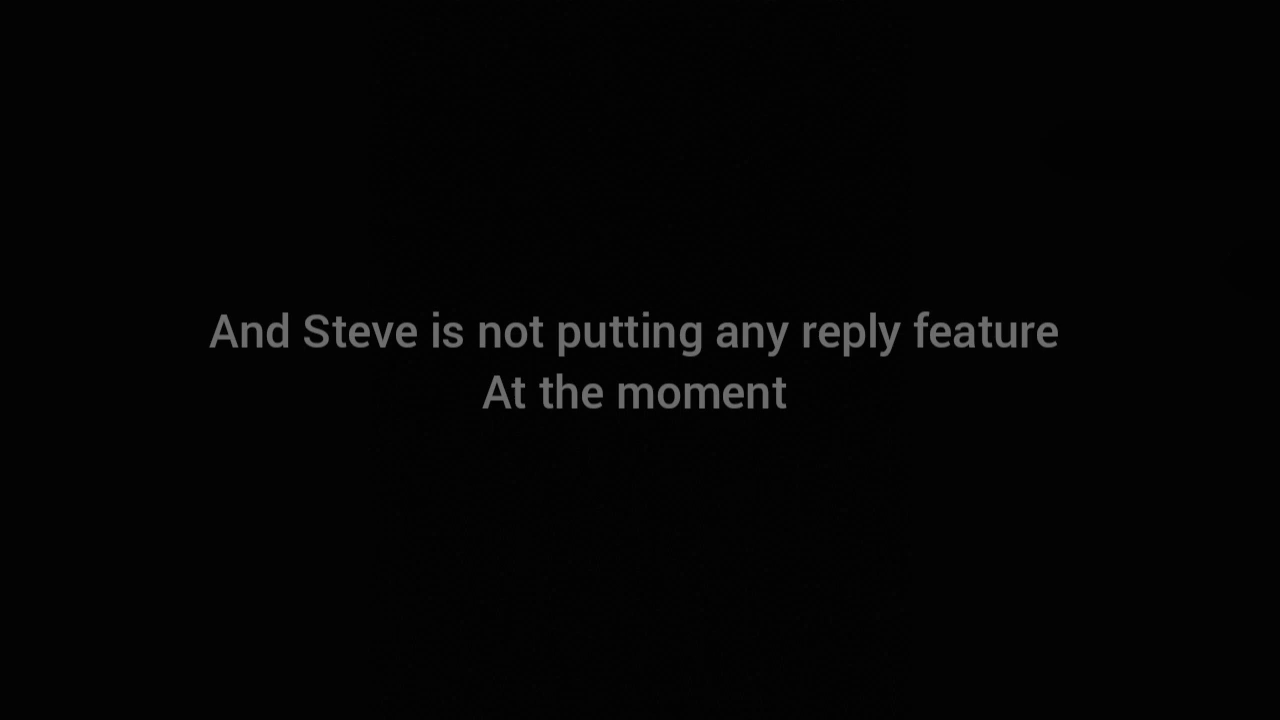 And Steve is not putting any reply feature
At the moment